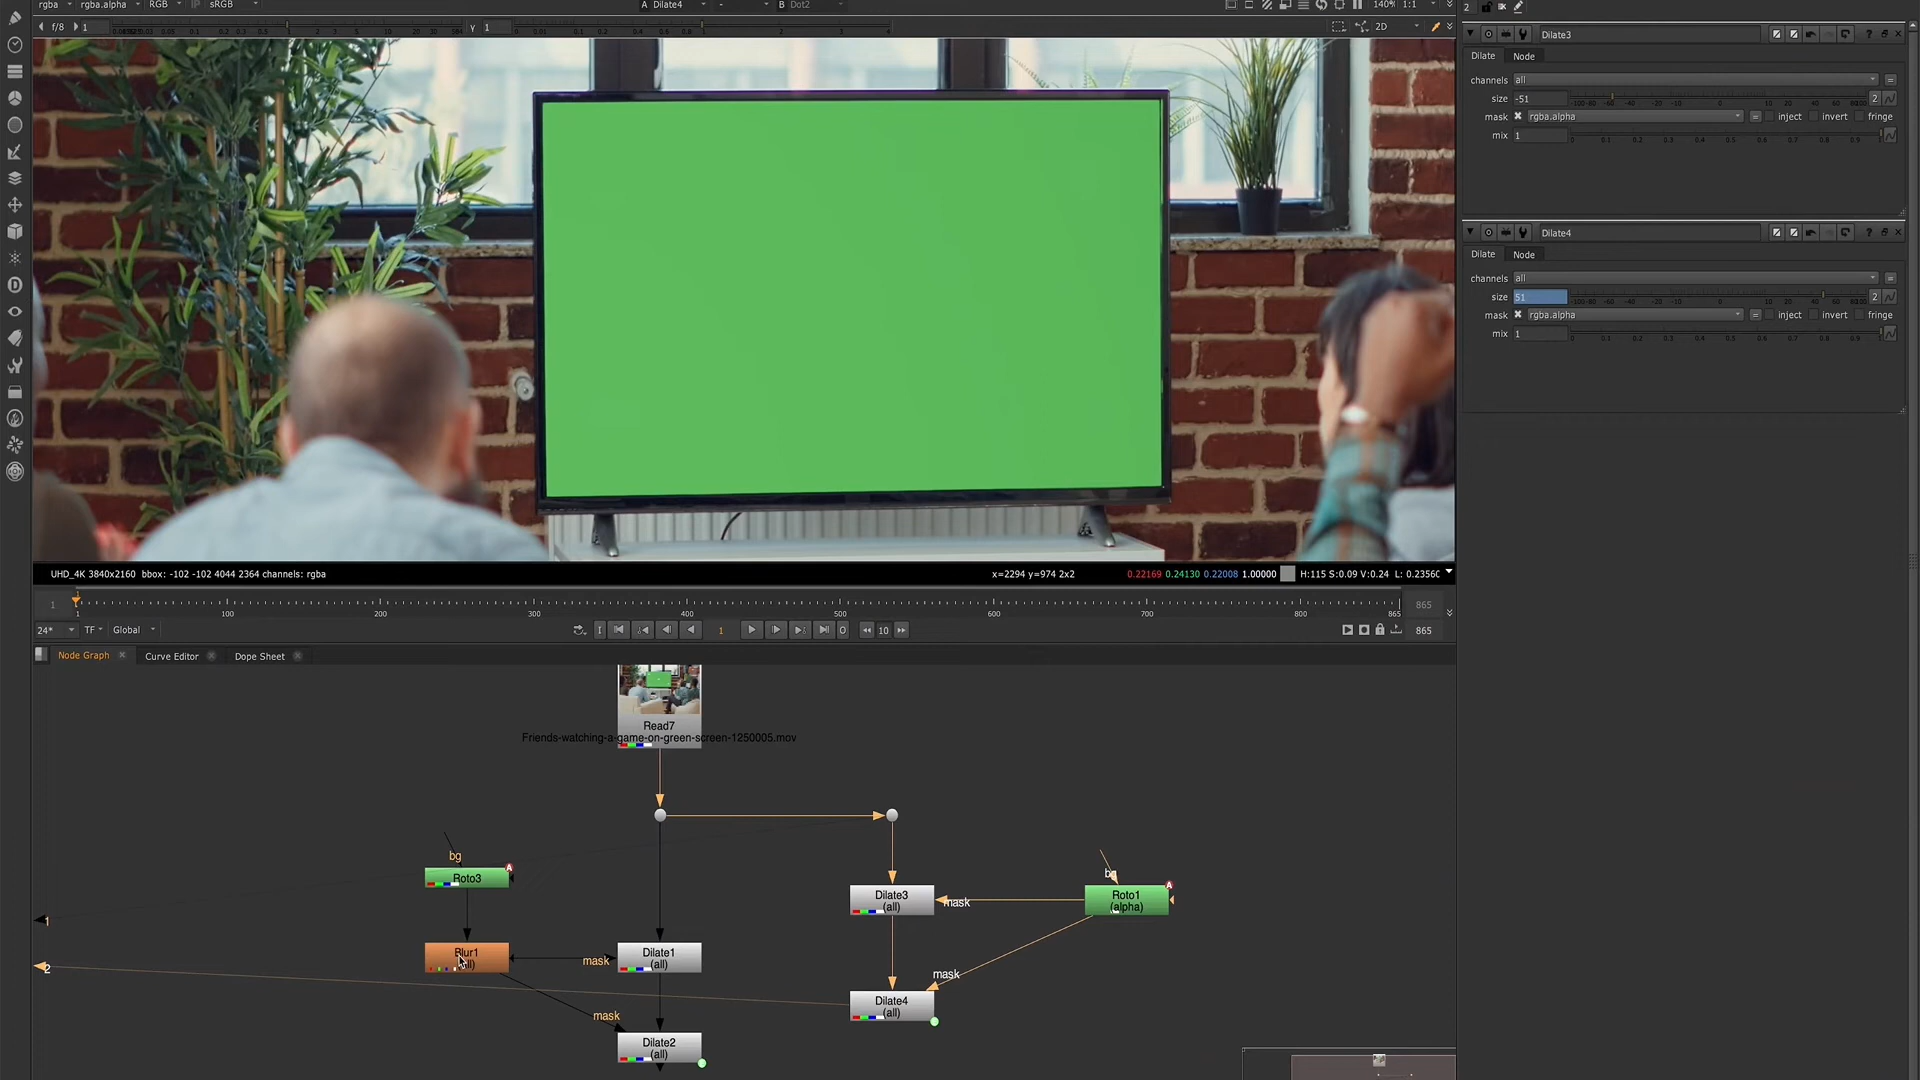 rgba rgba.alpha RGB IP sRGB A Dilate4 - B Dot2 140% 1:1
f/8 1 Y 1 2D
UHD_4K 3840x2160 bbox: -102 -102 4044 2364 channels: rgba x=2294 y=974 2x2 0.22169 0.24130 0.22008 1.00000 H:115 S:0.09 V:0.24 L: 0.2356
1 1 100 200 300 400 500 600 700 800 865 865
24* TF Global 1 10 865
Node Graph Curve Editor Dope Sheet
Read7
Friends-watching-a-game-on-green-screen-1250005.mov
bg
Roto3
Dilate3
(all)
mask
bg
Roto1
(alpha)
1
Blur1
mask
Dilate1
(all)
2
mask
Dilate4
(all)
mask
Dilate2
(all)
2
Dilate3
Dilate Node
channels all
size -51 2
mask rgba.alpha inject invert fringe
mix 1
Dilate4
Dilate Node
channels all
size 51 2
mask rgba.alpha inject invert fringe
mix 1